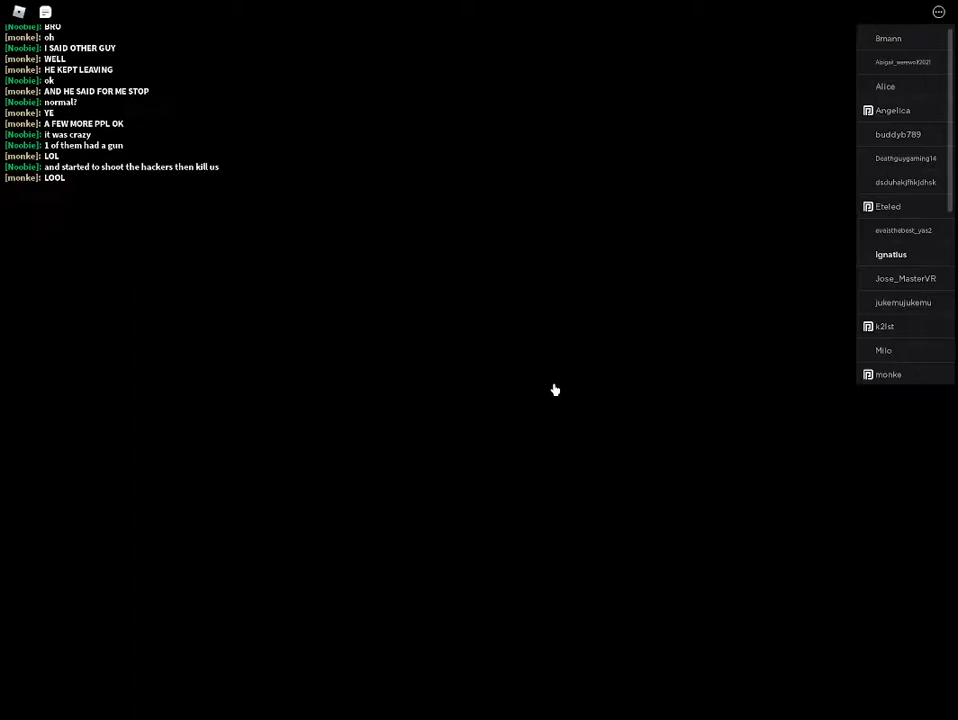 [Noobie]: BRO
[monke]: oh
[Noobie]: I SAID OTHER GUY
[monke]: WELL
[monke]: HE KEPT LEAVING
[Noobie]: ok
[monke]: AND HE SAID FOR ME STOP
[Noobie]: normal?
[monke]: YE
[monke]: A FEW MORE PPL OK
[Noobie]: it was crazy
[Noobie]: 1 of them had a gun
[monke]: LOL
[Noobie]: and started to shoot the hackers then kill us
[monke]: LOOL
8mann
Abigail_werewolf2021
Alice
Angelica
buddyb789
Deathguygaming14
Eteled
evaisthebest_yas2
Ignatius
Jose_MasterVR
jukemujukemu
k2lst
Milo
monke